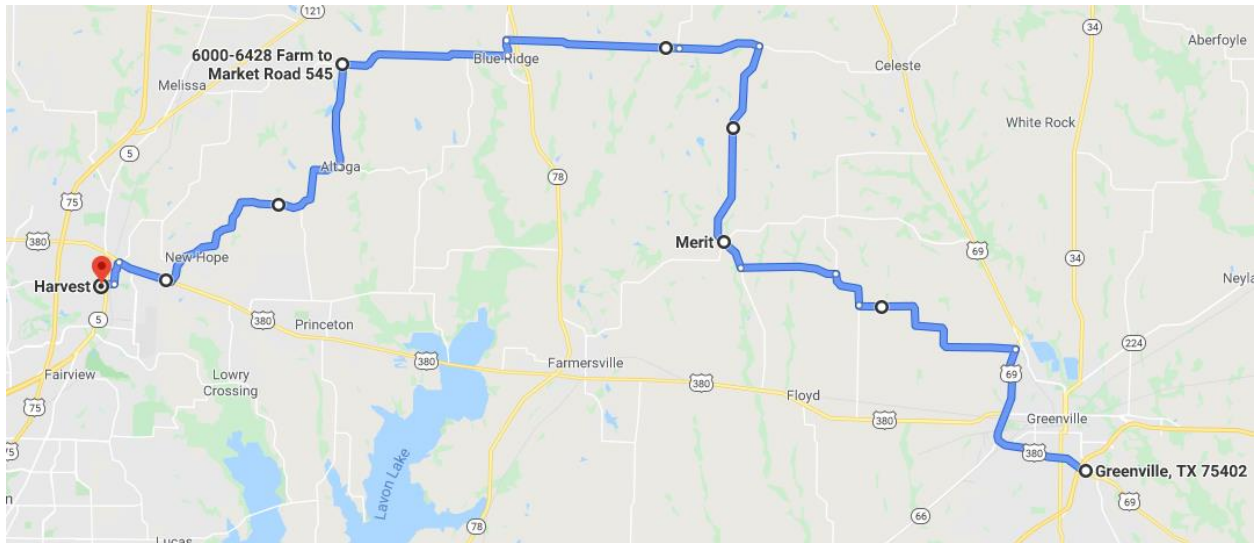 121
34
Aberfoyle
6000-6428 Farm to
Market Road 545
Blue Ridge
Celeste
Melissa
White Rock
5
Altoga
78
75
34
380
New Hope
Merit
69
34
Neyla
Harvest
5
380
Princeton
224
380
Farmersville
Fairview
Lowry
Crossing
69
380
Floyd
75
380
Greenville
75
380
Greenville, TX 75402
n
Lavon Lake
69
66
78
Lucas